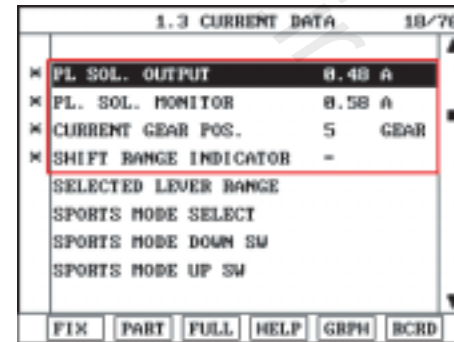 1.3 CURRENT DATA 18/76
× PL SOL. OUTPUT 0.48 A
× PL. SOL. MONITOR 0.58 A
× CURRENT GEAR POS. 5 GEAR
× SHIFT RANGE INDICATOR -
SELECTED LEVER RANGE
SPORTS MODE SELECT
SPORTS MODE DOWN SW
SPORTS MODE UP SW
FIX PART FULL HELP GRPH RCRD